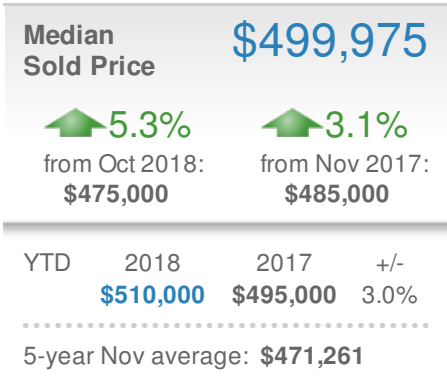 Median
Sold Price
$499,975
5.3%
from Oct 2018:
$475,000
3.1%
from Nov 2017:
$485,000
YTD 2018 2017 +/-
$510,000 $495,000 3.0%
5-year Nov average: $471,261